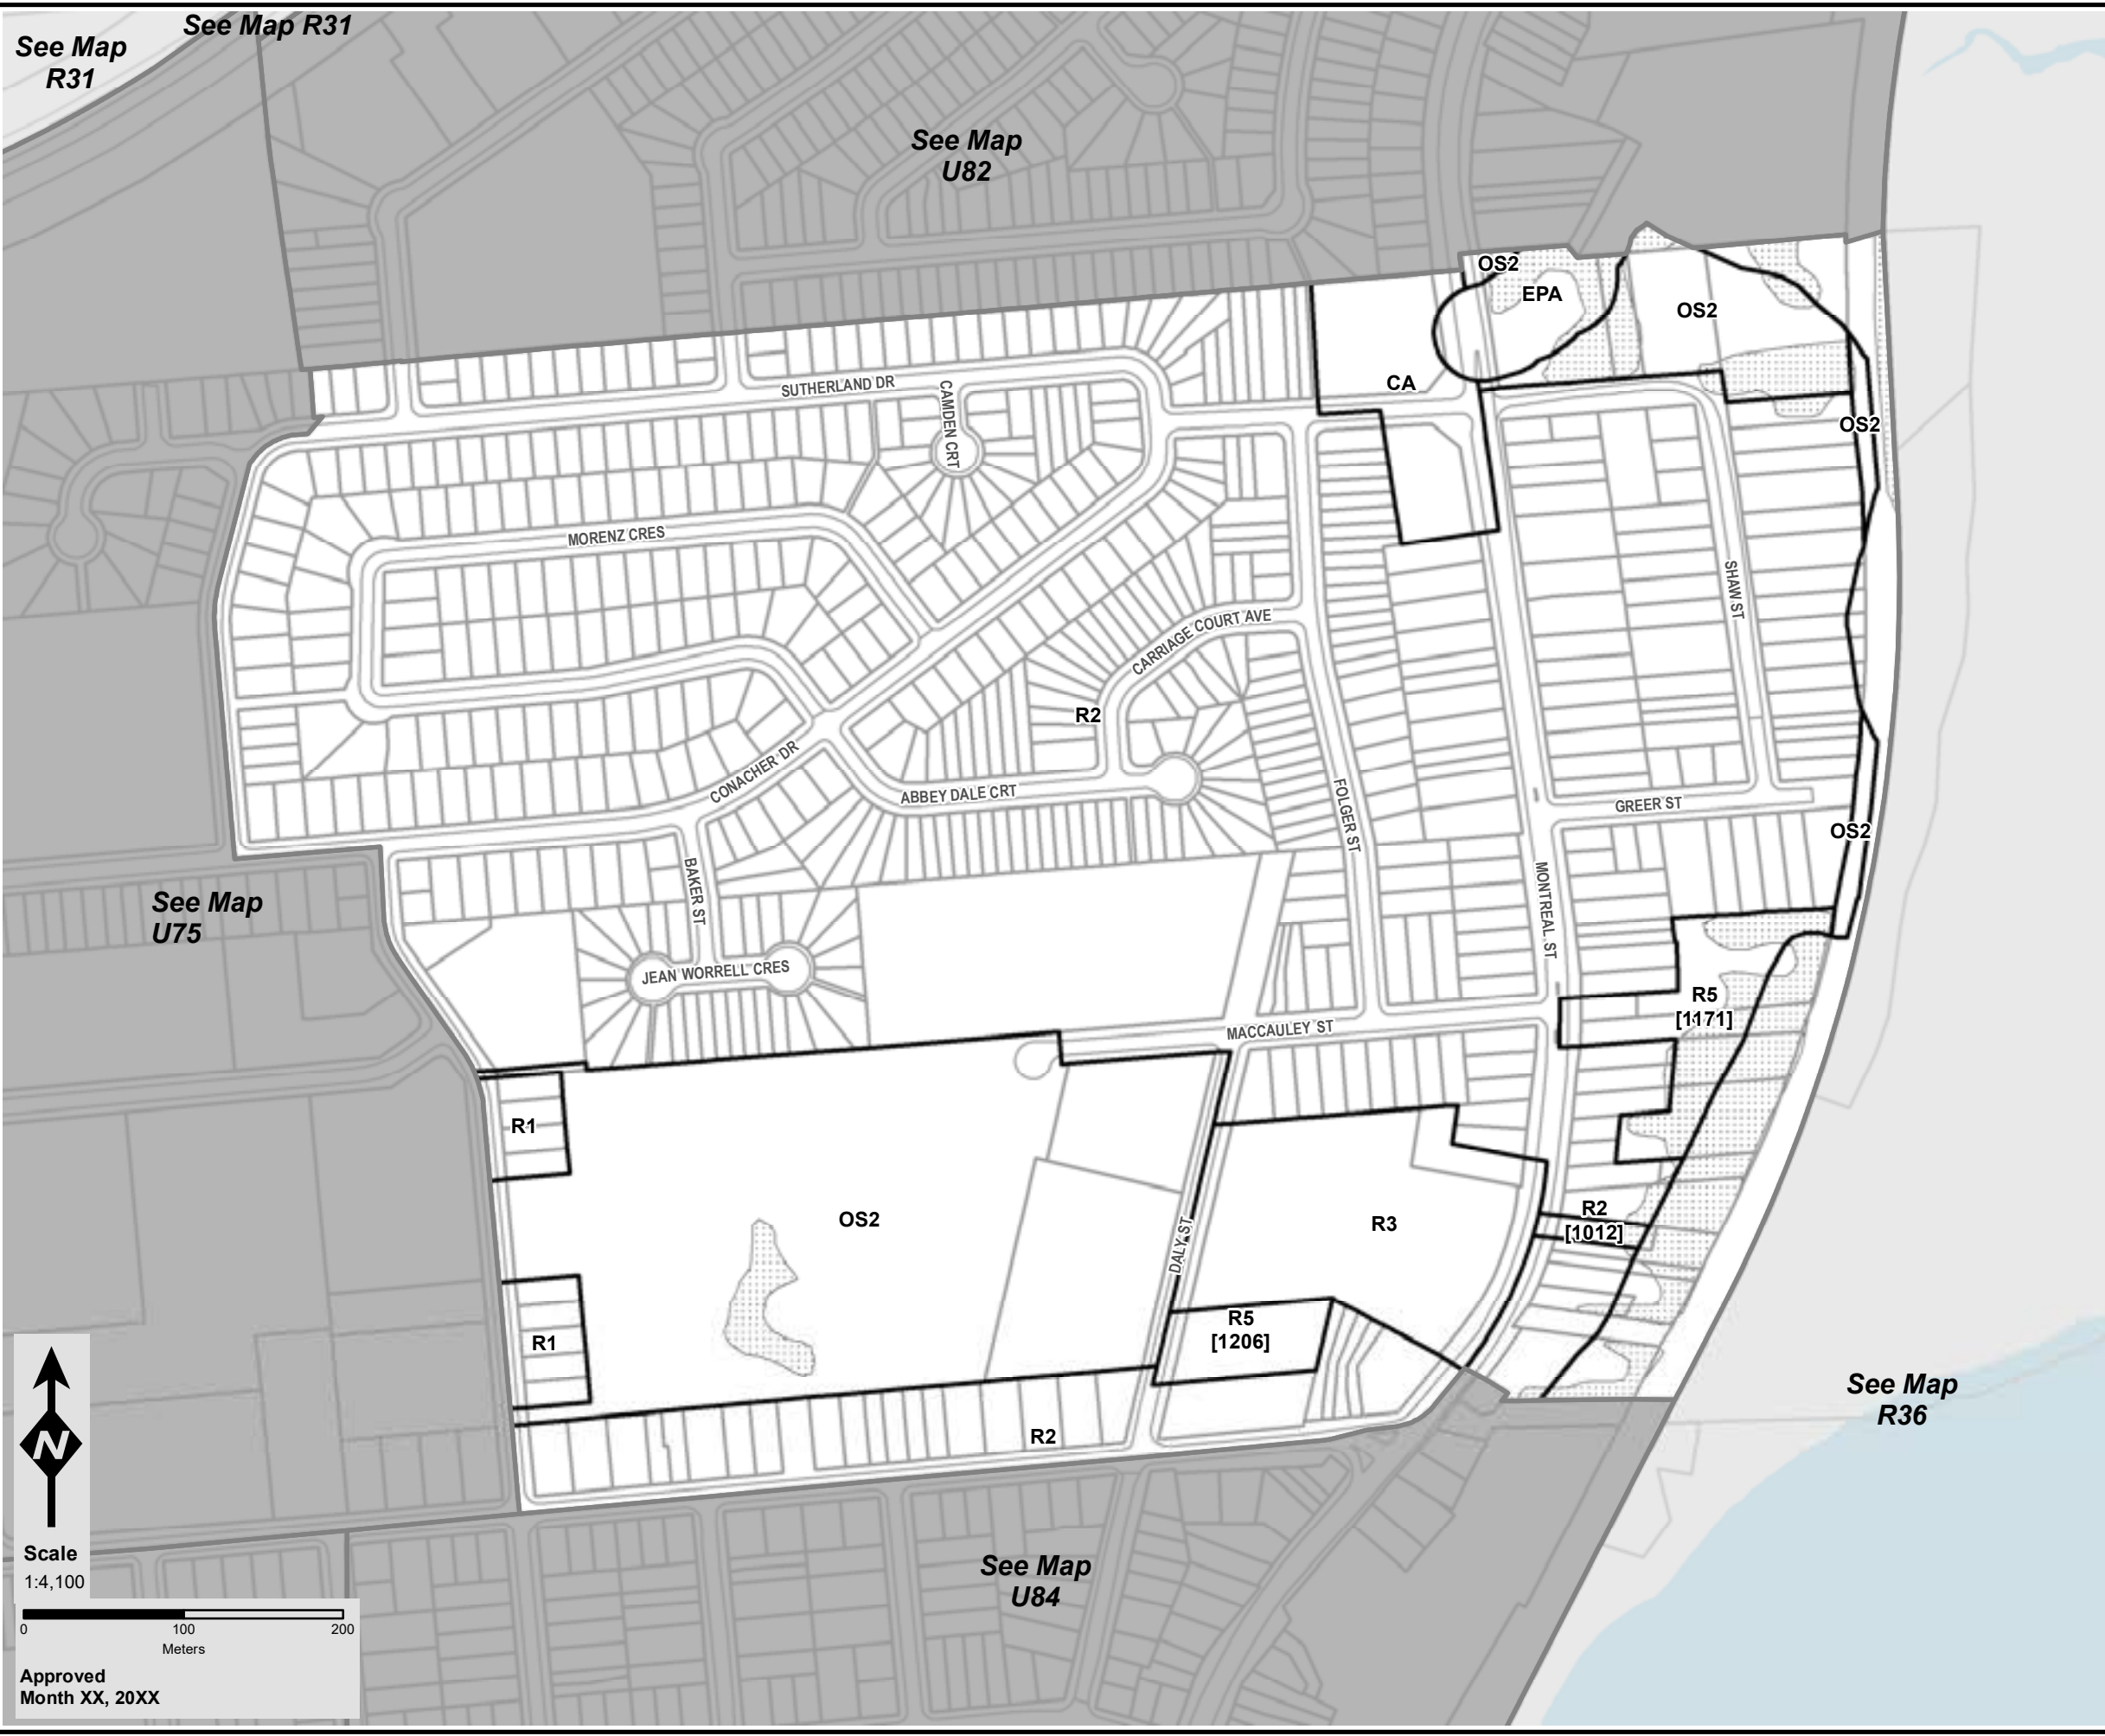 See Map R31
See Map
R31
See Map
U82
OS2
EPA
OS2
CA
SUTHERLAND DR
CAMDEN CRT
OS2
MORENZ CRES
SHAW ST
CARRIAGE COURT AVE
R2
CONACHER DR
ABBEY DALE CRT
FOLGER ST
GREER ST
OS2
BAKER ST
MONTREAL ST
See Map
U75
JEAN WORRELL CRES
R5
[1171]
MACCAULEY ST
R1
OS2
DALY ST
R3
R2
[1012]
R5
[1206]
R1
See Map
R36
R2
N
Scale
1:4,100
0
100
200
Meters
See Map
U84
Approved
Month XX, 20XX